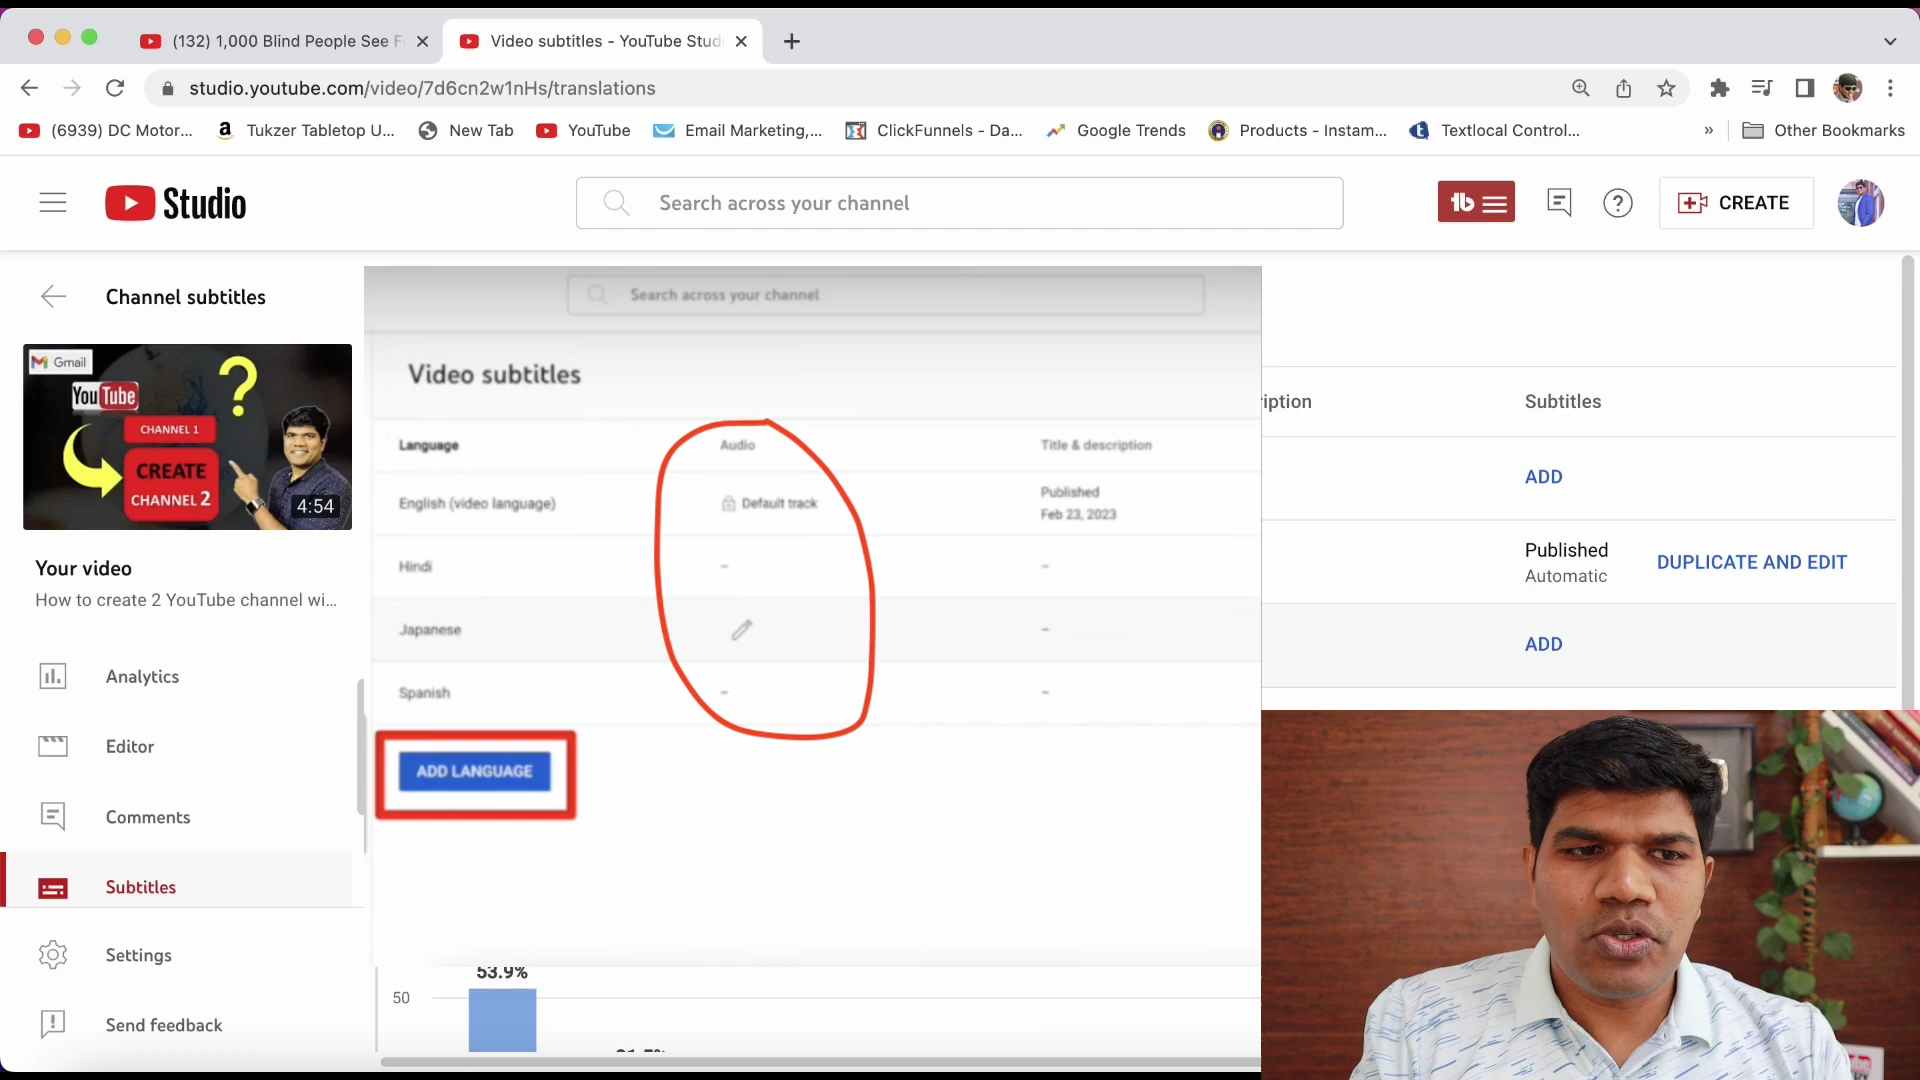 (132) 1,000 Blind People See F
Video subtitles - YouTube Stud
studio.youtube.com/video/7d6cn2w1nHs/translations
(6939) DC Motor...
Tukzer Tabletop U...
New Tab
YouTube
Email Marketing,...
ClickFunnels - Da...
Google Trends
Products - Instam...
Textlocal Control...
»
Other Bookmarks
Studio
Search across your channel
tb
CREATE
Channel subtitles
Search across your channel
Gmail
YouTube
?
CHANNEL 1
CREATE
CHANNEL 2
4:54
Video subtitles
Language
Audio
Title & description
iption
Subtitles
English (video language)
Default track
Published
Feb 23, 2023
ADD
Hindi
–
–
Published
Automatic
DUPLICATE AND EDIT
Japanese
–
ADD
Spanish
–
–
ADD LANGUAGE
Your video
How to create 2 YouTube channel wi...
Analytics
Editor
Comments
Subtitles
Settings
Send feedback
53.9%
50